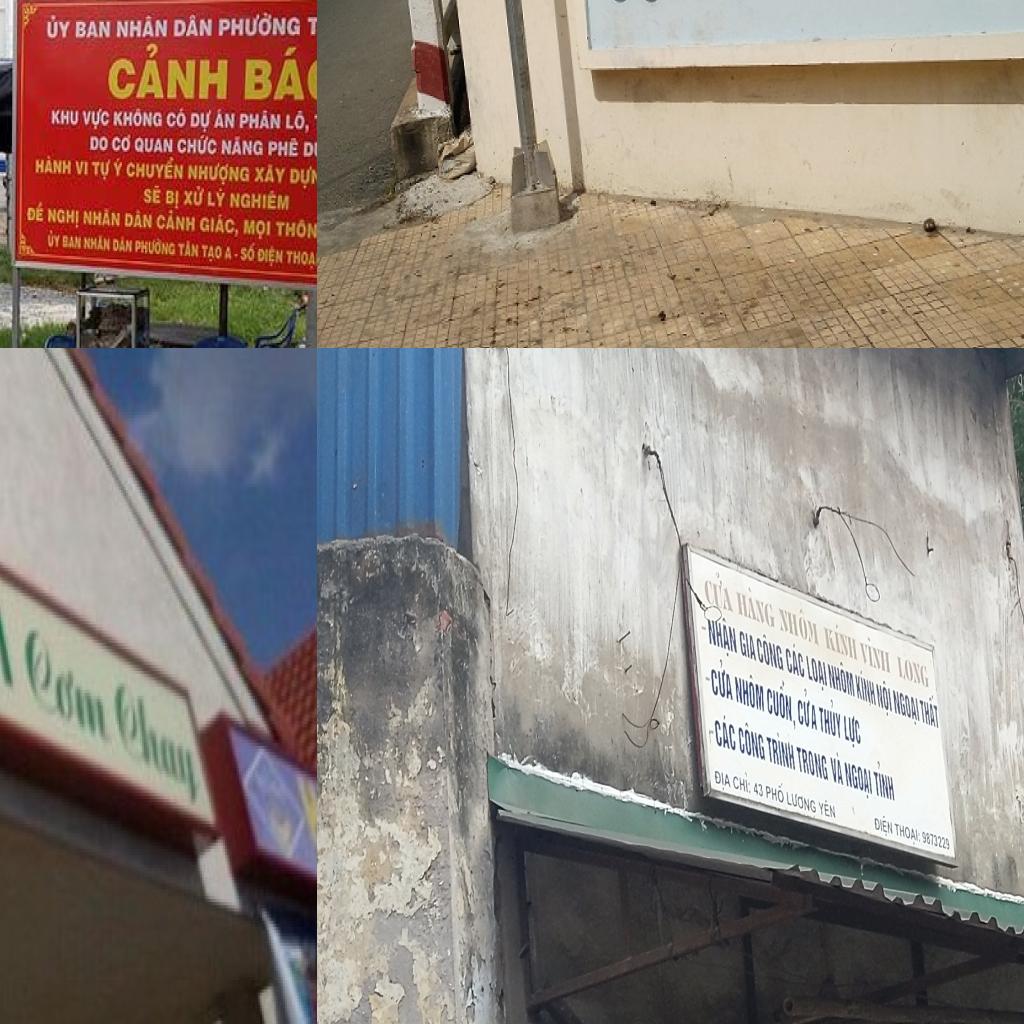 ỦY BAN NHÂN DÂN PHƯỜNG
CẢNH BÁO
KHU VỰC KHÔNG CÓ DỰ ÁN PHÂN LÔ,
DO CƠ QUAN CHỨC NĂNG PHÊ
HÀNH VI TỰ Ý CHUYỂN NHƯỢNG XÂY DỰN
SẼ BỊ XỬ LÝ NGHIÊM
ĐỀ NGHỊ NHÂN DÂN CẢNH GIÁC, MỌI THÔN
ỦY BAN NHÂN DÂN PHƯỜNG TÂN TẠO A - SỐ ĐIỆN THOẠI
Cơm Chay
CỬA HÀNG NHÔM KÍNH VĨNH LONG
-NHẬN GIA CÔNG CÁC LOẠI NHÔM KÍNH NỘI NGOẠI THẤT
-CỬA NHÔM CUỐN, CỬA THỦY LỰC
-CÁC CÔNG TRÌNH TRONG VÀ NGOẠI TỈNH
ĐỊA CHỈ: 43 PHỐ LƯƠNG YÊN
ĐIỆN THOẠI: 9873229